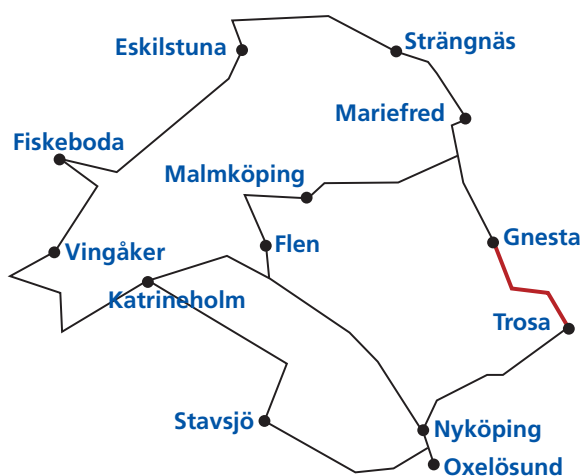 Eskilstuna
Strängnäs
Mariefred
Fiskeboda
Malmköping
Gnesta
Flen
Vingåker
Katrineholm
Trosa
Stavsjö
Nyköping
Oxelösund